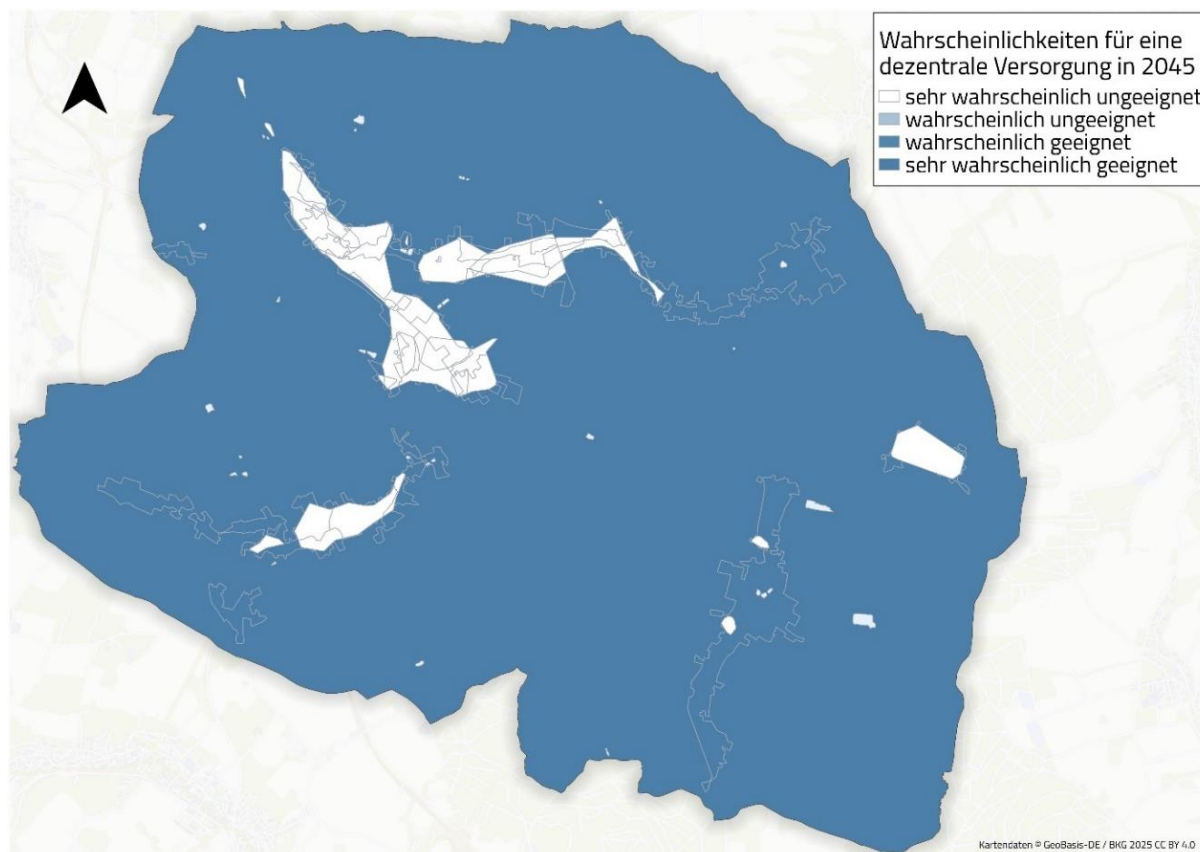 Wahrscheinlichkeiten für eine
dezentrale Versorgung in 2045
sehr wahrscheinlich ungeeignet
wahrscheinlich ungeeignet
wahrscheinlich geeignet
sehr wahrscheinlich geeignet
Kartendaten © GeoBasis-DE / BKG 2025 CC BY 4.0